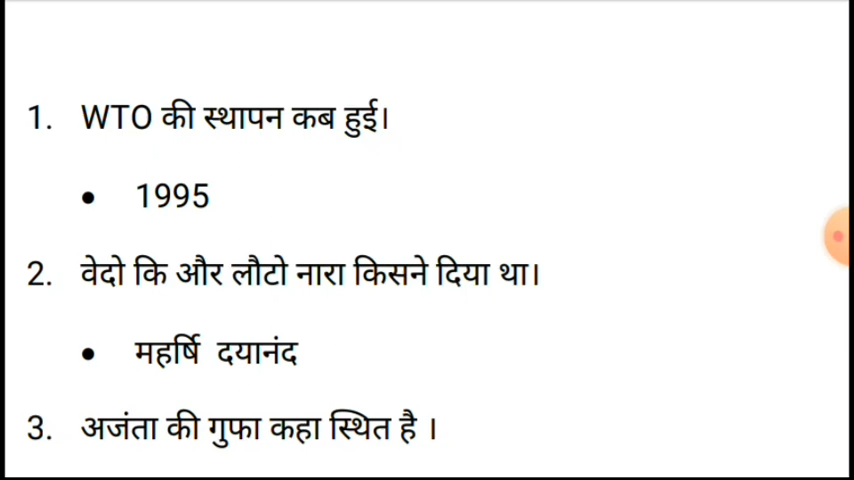 1. WTO की स्थापन कब हुई।
• 1995
2. वेदो कि और लौटो नारा किसने दिया था।
• महर्षि दयानंद
3. अजंता की गुफा कहा स्थित है ।